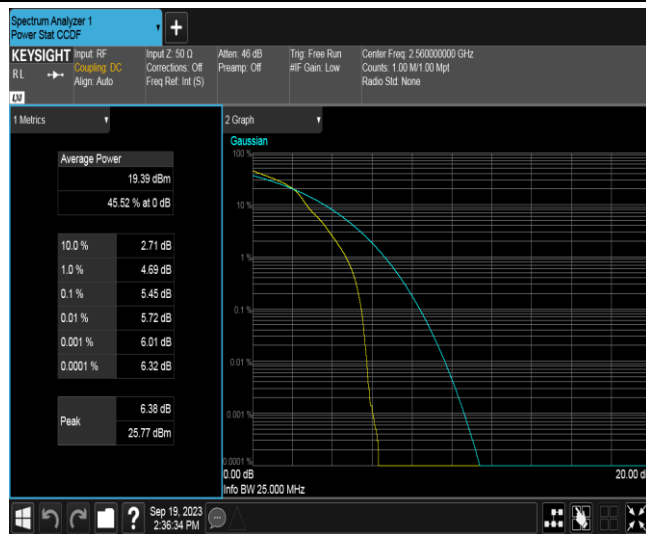 Spectrum Analyzer 1
Power Stat CCDF
+
KEYSIGHT
RL
Input: RF
Coupling: DC
Align: Auto
Input Z: 50 Ω
Corrections: Off
Freq Ref: Int (S)
Atten: 46 dB
Preamp: Off
Trig: Free Run
#IF Gain: Low
Center Freq: 2.560000000 GHz
Counts: 1.00 M/1.00 Mpt
Radio Std: None
1 Metrics
Average Power
19.39 dBm
45.52 % at 0 dB
10.0 % 2.71 dB
1.0 % 4.69 dB
0.1 % 5.45 dB
0.01 % 5.72 dB
0.001 % 6.01 dB
0.0001 % 6.32 dB
Peak
6.38 dB
25.77 dBm
2 Graph
Gaussian
100 %
10 %
1 %
0.1 %
0.01 %
0.001 %
0.0001 %
0.00 dB 20.00 d
Info BW 25.000 MHz
?
Sep 19, 2023
2:36:34 PM